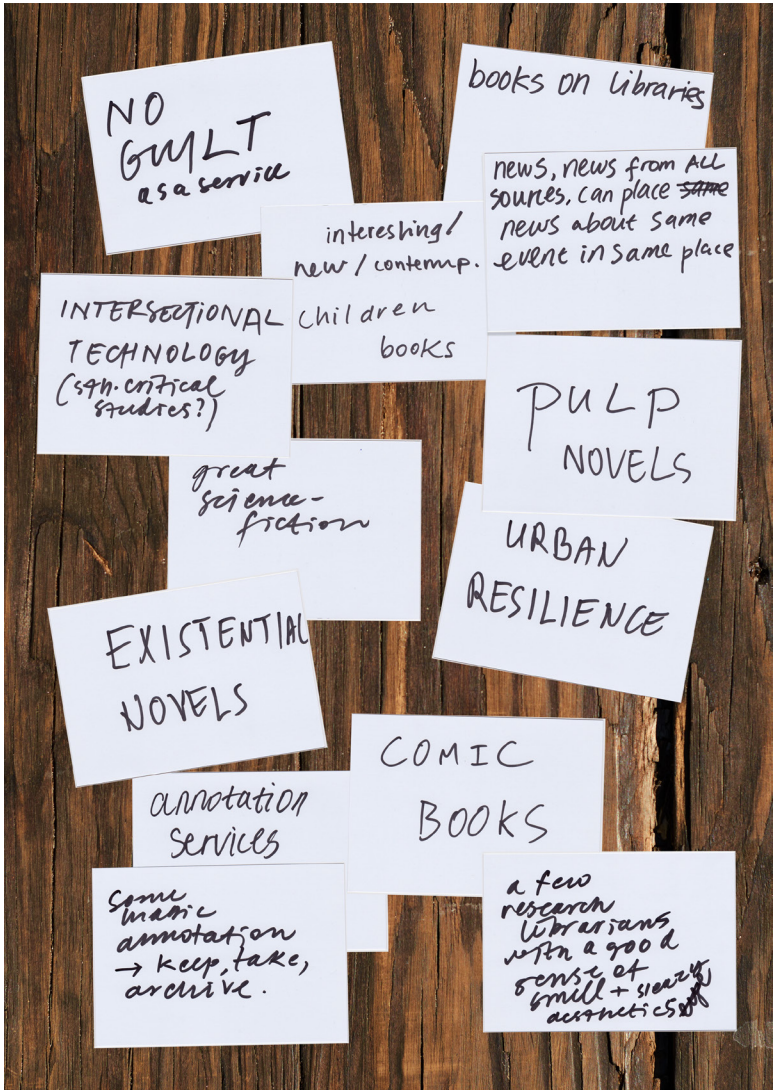 NO
GUILT
as a service
books on libraries
news, news from ALL
sources, can place same
news about same
event in same place
interesting/
new / contemp.
children
books
INTERSECTIONAL
TECHNOLOGY
(sth. critical
studies?)
PULP
NOVELS
great
science-
fiction
URBAN
RESILIENCE
EXISTENTIAL
NOVELS
COMIC
BOOKS
annotation
services
some
magic
annotation
→ keep, take,
archive.
a few
research
librarians
with a good
sense of
smell + sleazy
aesthetics